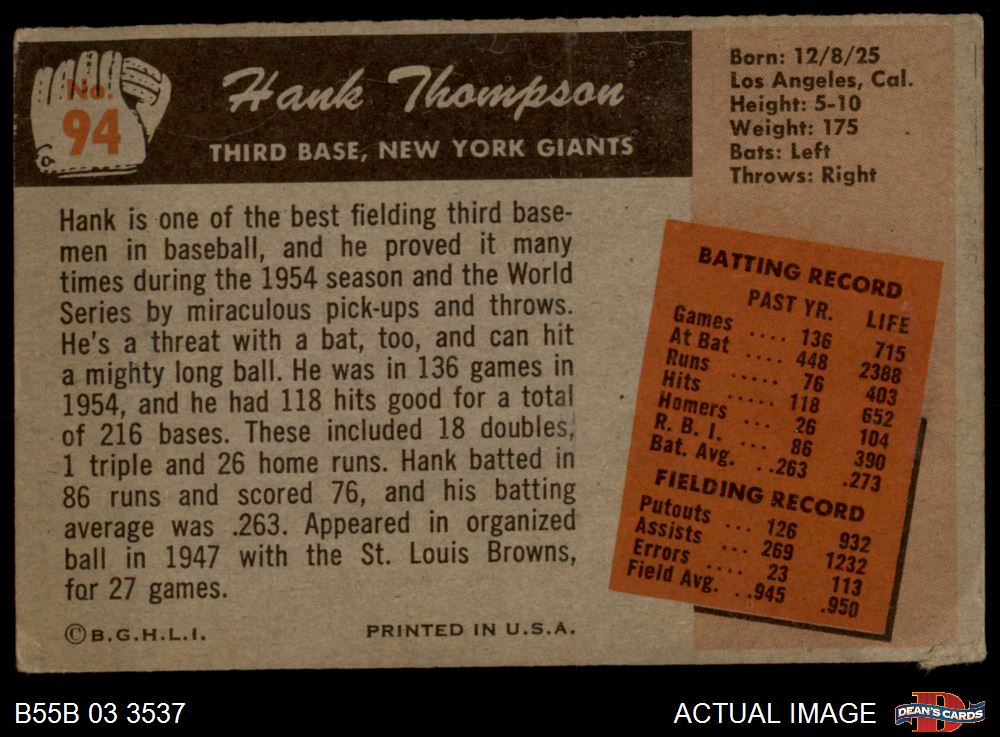 No.
94
Hank Thompson
THIRD BASE, NEW YORK GIANTS
Born: 12/8/25
Los Angeles, Cal.
Height: 5-10
Weight: 175
Bats: Left
Throws: Right
Hank is one of the best fielding third base-
men in baseball, and he proved it many
times during the 1954 season and the World
Series by miraculous pick-ups and throws.
He's a threat with a bat, too, and can hit
a mighty long ball. He was in 136 games in
1954, and he had 118 hits good for a total
of 216 bases. These included 18 doubles,
1 triple and 26 home runs. Hank batted in
86 runs and scored 76, and his batting
average was .263. Appeared in organized
ball in 1947 with the St. Louis Browns,
for 27 games.
BATTING RECORD
PAST YR. LIFE
Games .... 136 715
At Bat .... 448 2388
Runs ..... 76 403
Hits ..... 118 652
Homers ... 26 104
R. B. I. ... 86 390
Bat. Avg. ..263 .273
FIELDING RECORD
Putouts ... 126 932
Assists ... 269 1232
Errors .... 23 113
Field Avg. ..945 .950
© B.G.H.L.I. PRINTED IN U.S.A.
B55B 03 3537 ACTUAL IMAGE DEAN'S CARDS